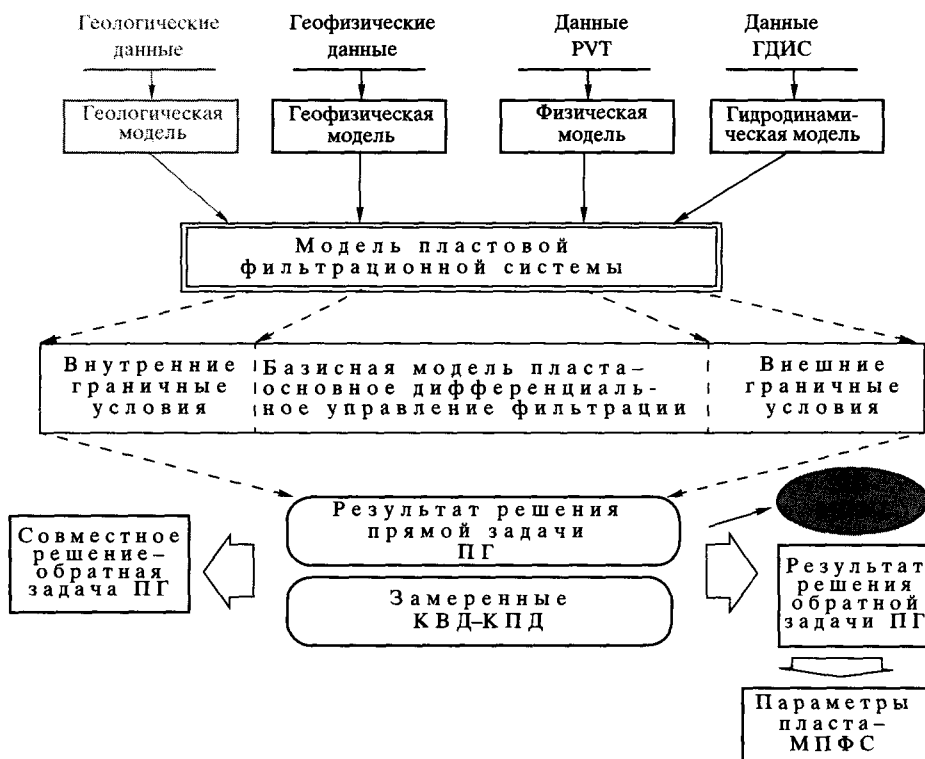 Геологические
данные
Геофизические
данные
Данные
PVT
Данные
ГДИС
Геологическая
модель
Геофизическая
модель
Физическая
модель
Гидродинами-
ческая модель
Модель пластовой
фильтрационной системы
Внутренние
граничные
условия
Базисная модель пласта–
основное дифференциаль-
ное управление фильтрации
Внешние
граничные
условия
Результат решения
прямой задачи
ПГ
Совместное
решение–
обратная
задача ПГ
Замеренные
КВД–КПД
Результат
решения
обратной
задачи ПГ
Параметры
пласта–
МПФС